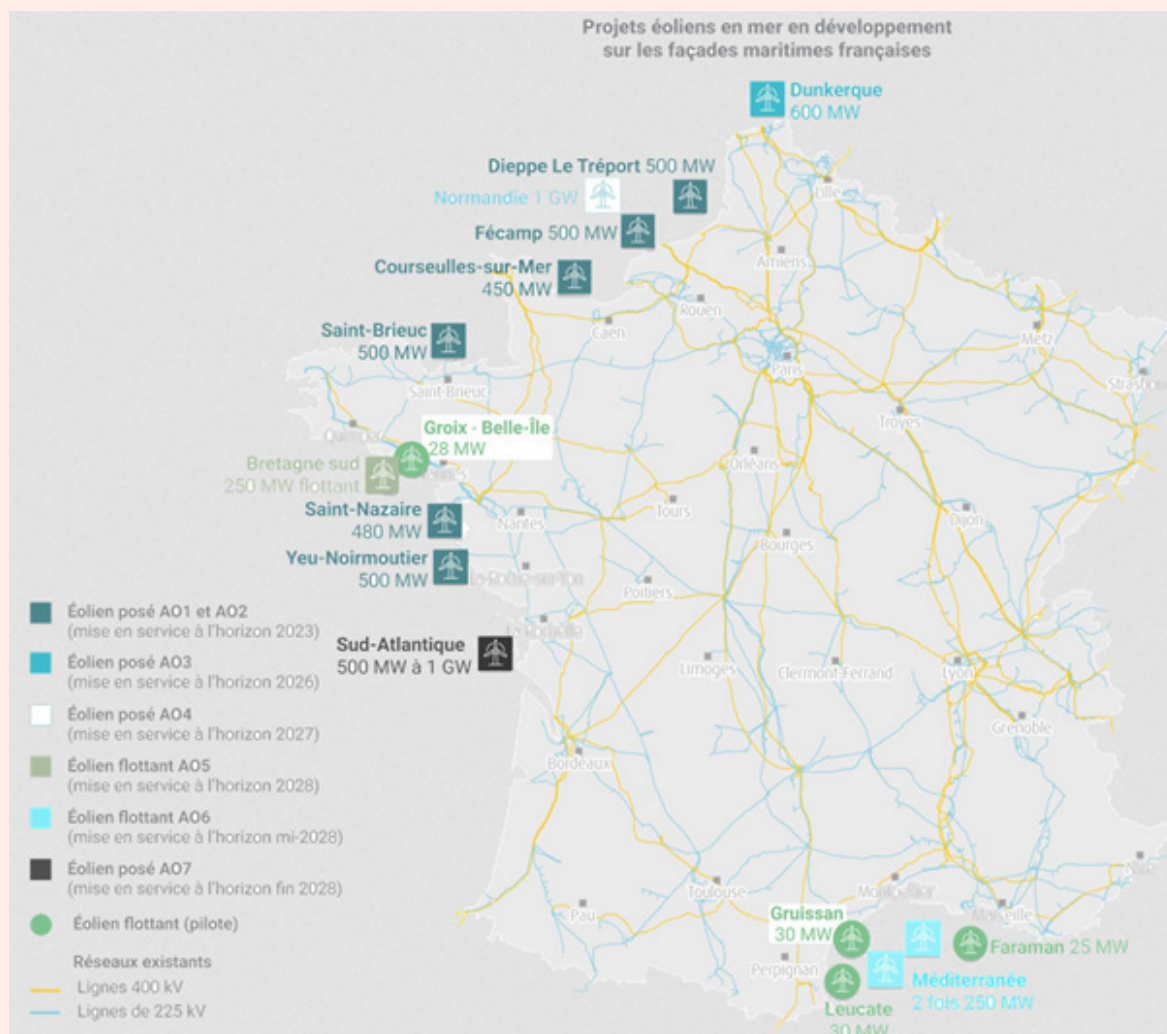 Projets éoliens en mer en développement
sur les façades maritimes françaises
Dunkerque
600 MW
Dieppe Le Tréport 500 MW
Normandie 1 GW
Fécamp 500 MW
Courseulles-sur-Mer
450 MW
Saint-Brieuc
500 MW
Groix - Belle-Île
28 MW
Bretagne sud
250 MW flottant
Saint-Nazaire
480 MW
Yeu-Noirmoutier
500 MW
Sud-Atlantique
500 MW à 1 GW
Gruissan
30 MW
Faraman 25 MW
Méditerranée
2 fois 250 MW
Leucate
30 MW
Lille
Amiens
Rouen
Caen
Metz
Paris
Strasbou
Saint-Brieuc
Troyes
Quimper
Orléans
Nantes
Tours
Dijon
Bourges
La Roche-sur-Yon
Poitiers
La Rochelle
Limoges
Clermont-Ferrand
Lyon
Grenoble
Bordeaux
Nice
Montpellier
Toulouse
Marseille
Pau
Perpignan
Éolien posé AO1 et AO2
(mise en service à l'horizon 2023)
Éolien posé AO3
(mise en service à l'horizon 2026)
Éolien posé AO4
(mise en service à l'horizon 2027)
Éolien flottant AO5
(mise en service à l'horizon 2028)
Éolien flottant AO6
(mise en service à l'horizon mi-2028)
Éolien posé AO7
(mise en service à l'horizon fin 2028)
Éolien flottant (pilote)
Réseaux existants
Lignes 400 kV
Lignes de 225 kV